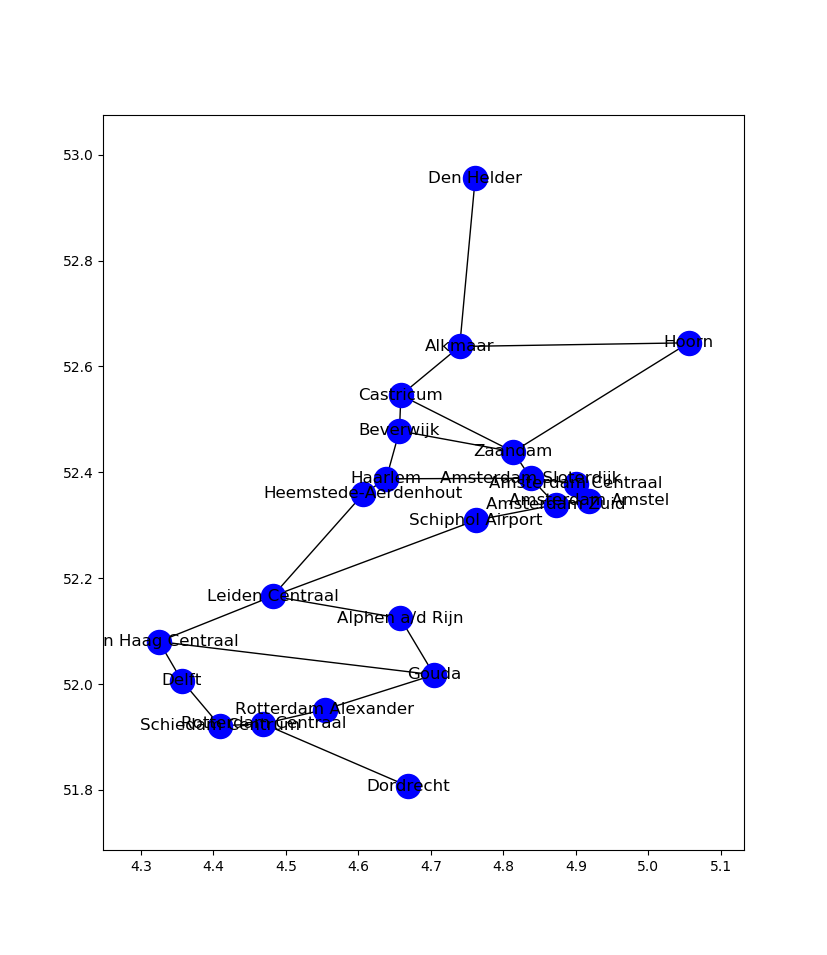 53.0
Den Helder
52.8
Alkmaar
Hoorn
52.6
Castricum
Beverwijk
Zaandam
52.4
Haarlem
Amsterdam Sloterdijk
Amsterdam Centraal
Heemstede-Aerdenhout
Amsterdam Amstel
Amsterdam Zuid
Schiphol Airport
52.2
Leiden Centraal
Alphen a/d Rijn
n Haag Centraal
Gouda
Delft
52.0
Rotterdam Alexander
Rotterdam Centraal
Schiedam Centrum
Dordrecht
51.8
4.3 4.4 4.5 4.6 4.7 4.8 4.9 5.0 5.1